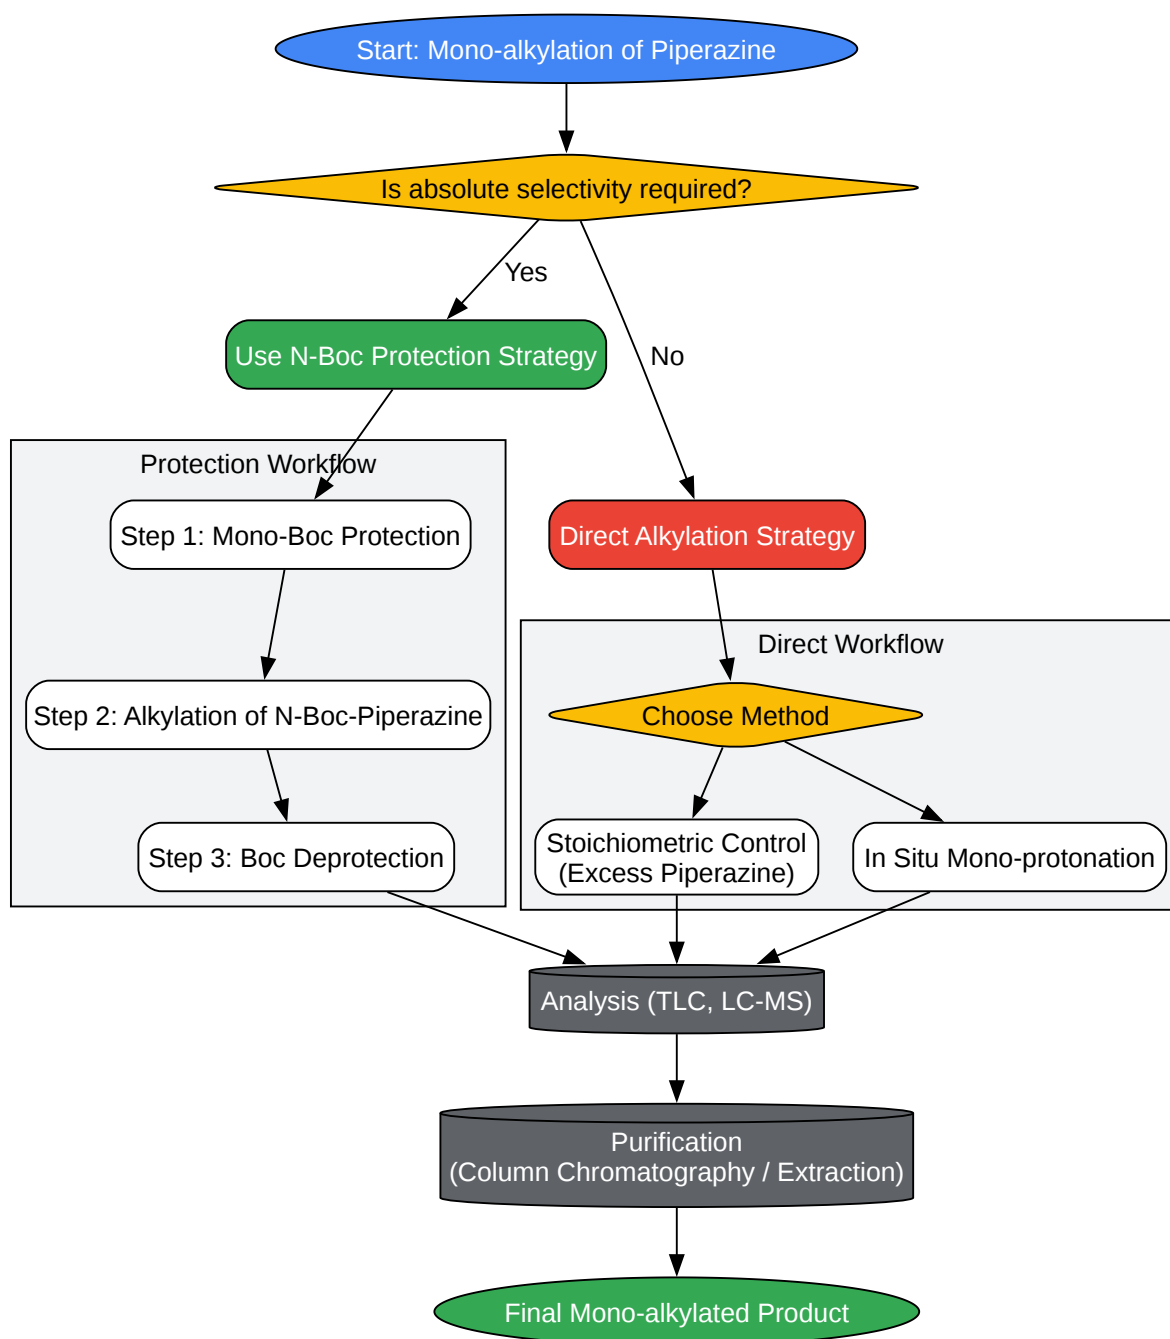 Start: Mono-alkylation of Piperazine
Is absolute selectivity required?
Yes
No
Use N-Boc Protection Strategy
Protection Workflow
Step 1: Mono-Boc Protection
Step 2: Alkylation of N-Boc-Piperazine
Step 3: Boc Deprotection
Direct Alkylation Strategy
Direct Workflow
Choose Method
Stoichiometric Control
(Excess Piperazine)
In Situ Mono-protonation
Analysis (TLC, LC-MS)
Purification
(Column Chromatography / Extraction)
Final Mono-alkylated Product